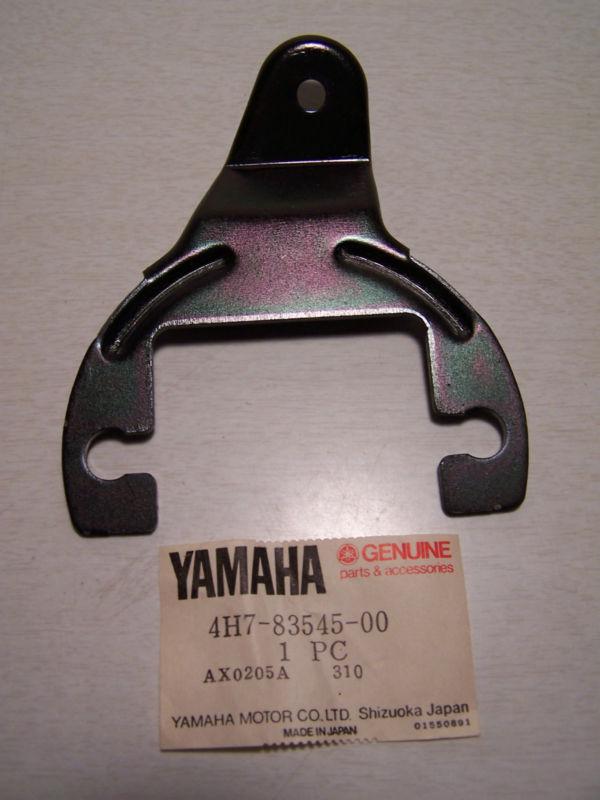 YAMAHA GENUINE
parts & accessories
4H7-83545-00
1 PC
AX0205A 310
YAMAHA MOTOR CO.LTD. Shizuoka Japan
MADE IN JAPAN 01550891